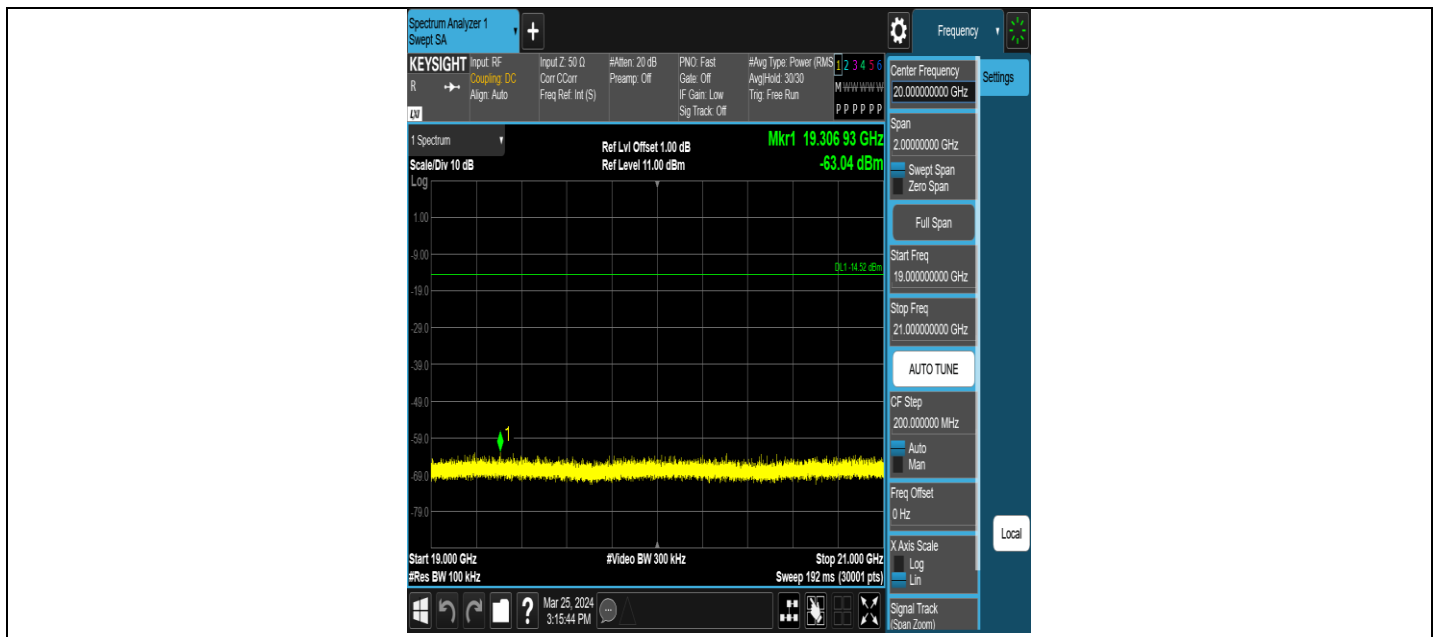 Spectrum Analyzer 1
Swept SA
+
Frequency
KEYSIGHT
R
LXI
Input: RF
Coupling: DC
Align: Auto
Input Z: 50 Ω
Corr CCorr
Freq Ref: Int (S)
#Atten: 20 dB
Preamp: Off
PNO: Fast
Gate: Off
IF Gain: Low
Sig Track: Off
#Avg Type: Power (RMS
Avg|Hold: 30/30
Trig: Free Run
1 2 3 4 5 6
M W W W W W
P P P P P P
1 Spectrum
Scale/Div 10 dB
Log
Ref Lvl Offset 1.00 dB
Ref Level 11.00 dBm
Mkr1 19.306 93 GHz
-63.04 dBm
1.00
-9.00
DL1 -14.52 dBm
-19.0
-29.0
-39.0
-49.0
-59.0
1
-69.0
-79.0
Start 19.000 GHz
#Res BW 100 kHz
#Video BW 300 kHz
Stop 21.000 GHz
Sweep 192 ms (30001 pts)
Center Frequency
20.000000000 GHz
Settings
Span
2.00000000 GHz
Swept Span
Zero Span
Full Span
Start Freq
19.000000000 GHz
Stop Freq
21.000000000 GHz
AUTO TUNE
CF Step
200.000000 MHz
Auto
Man
Freq Offset
0 Hz
X Axis Scale
Log
Lin
Signal Track
(Span Zoom)
Local
?
Mar 25, 2024
3:15:44 PM